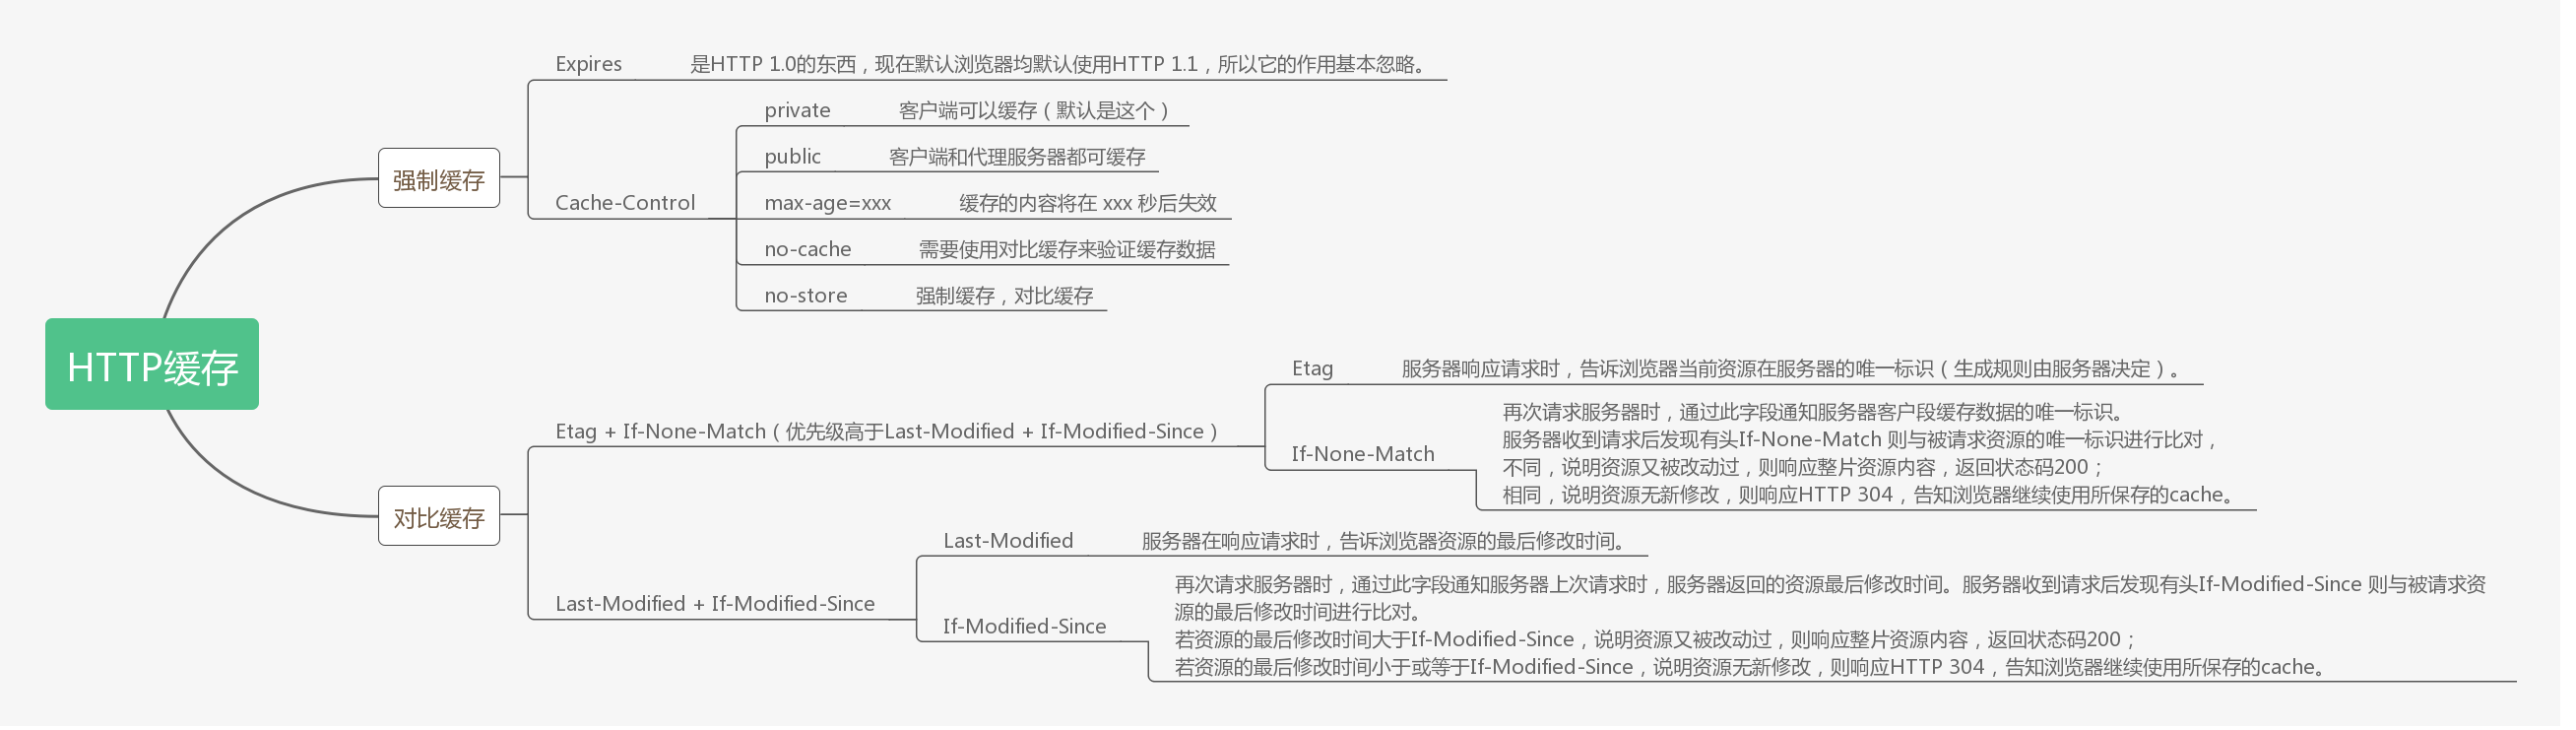 HTTP缓存
强制缓存
Expires
是HTTP 1.0的东西，现在默认浏览器均默认使用HTTP 1.1，所以它的作用基本忽略。
Cache-Control
private
客户端可以缓存（默认是这个）
public
客户端和代理服务器都可缓存
max-age=xxx
缓存的内容将在 xxx 秒后失效
no-cache
需要使用对比缓存来验证缓存数据
no-store
强制缓存，对比缓存
对比缓存
Etag + If-None-Match（优先级高于Last-Modified + If-Modified-Since）
Etag
服务器响应请求时，告诉浏览器当前资源在服务器的唯一标识（生成规则由服务器决定）。
If-None-Match
再次请求服务器时，通过此字段通知服务器客户段缓存数据的唯一标识。
服务器收到请求后发现有头If-None-Match 则与被请求资源的唯一标识进行比对，
不同，说明资源又被改动过，则响应整片资源内容，返回状态码200；
相同，说明资源无新修改，则响应HTTP 304，告知浏览器继续使用所保存的cache。
Last-Modified + If-Modified-Since
Last-Modified
服务器在响应请求时，告诉浏览器资源的最后修改时间。
If-Modified-Since
再次请求服务器时，通过此字段通知服务器上次请求时，服务器返回的资源最后修改时间。服务器收到请求后发现有头If-Modified-Since 则与被请求资
源的最后修改时间进行比对。
若资源的最后修改时间大于If-Modified-Since，说明资源又被改动过，则响应整片资源内容，返回状态码200；
若资源的最后修改时间小于或等于If-Modified-Since，说明资源无新修改，则响应HTTP 304，告知浏览器继续使用所保存的cache。